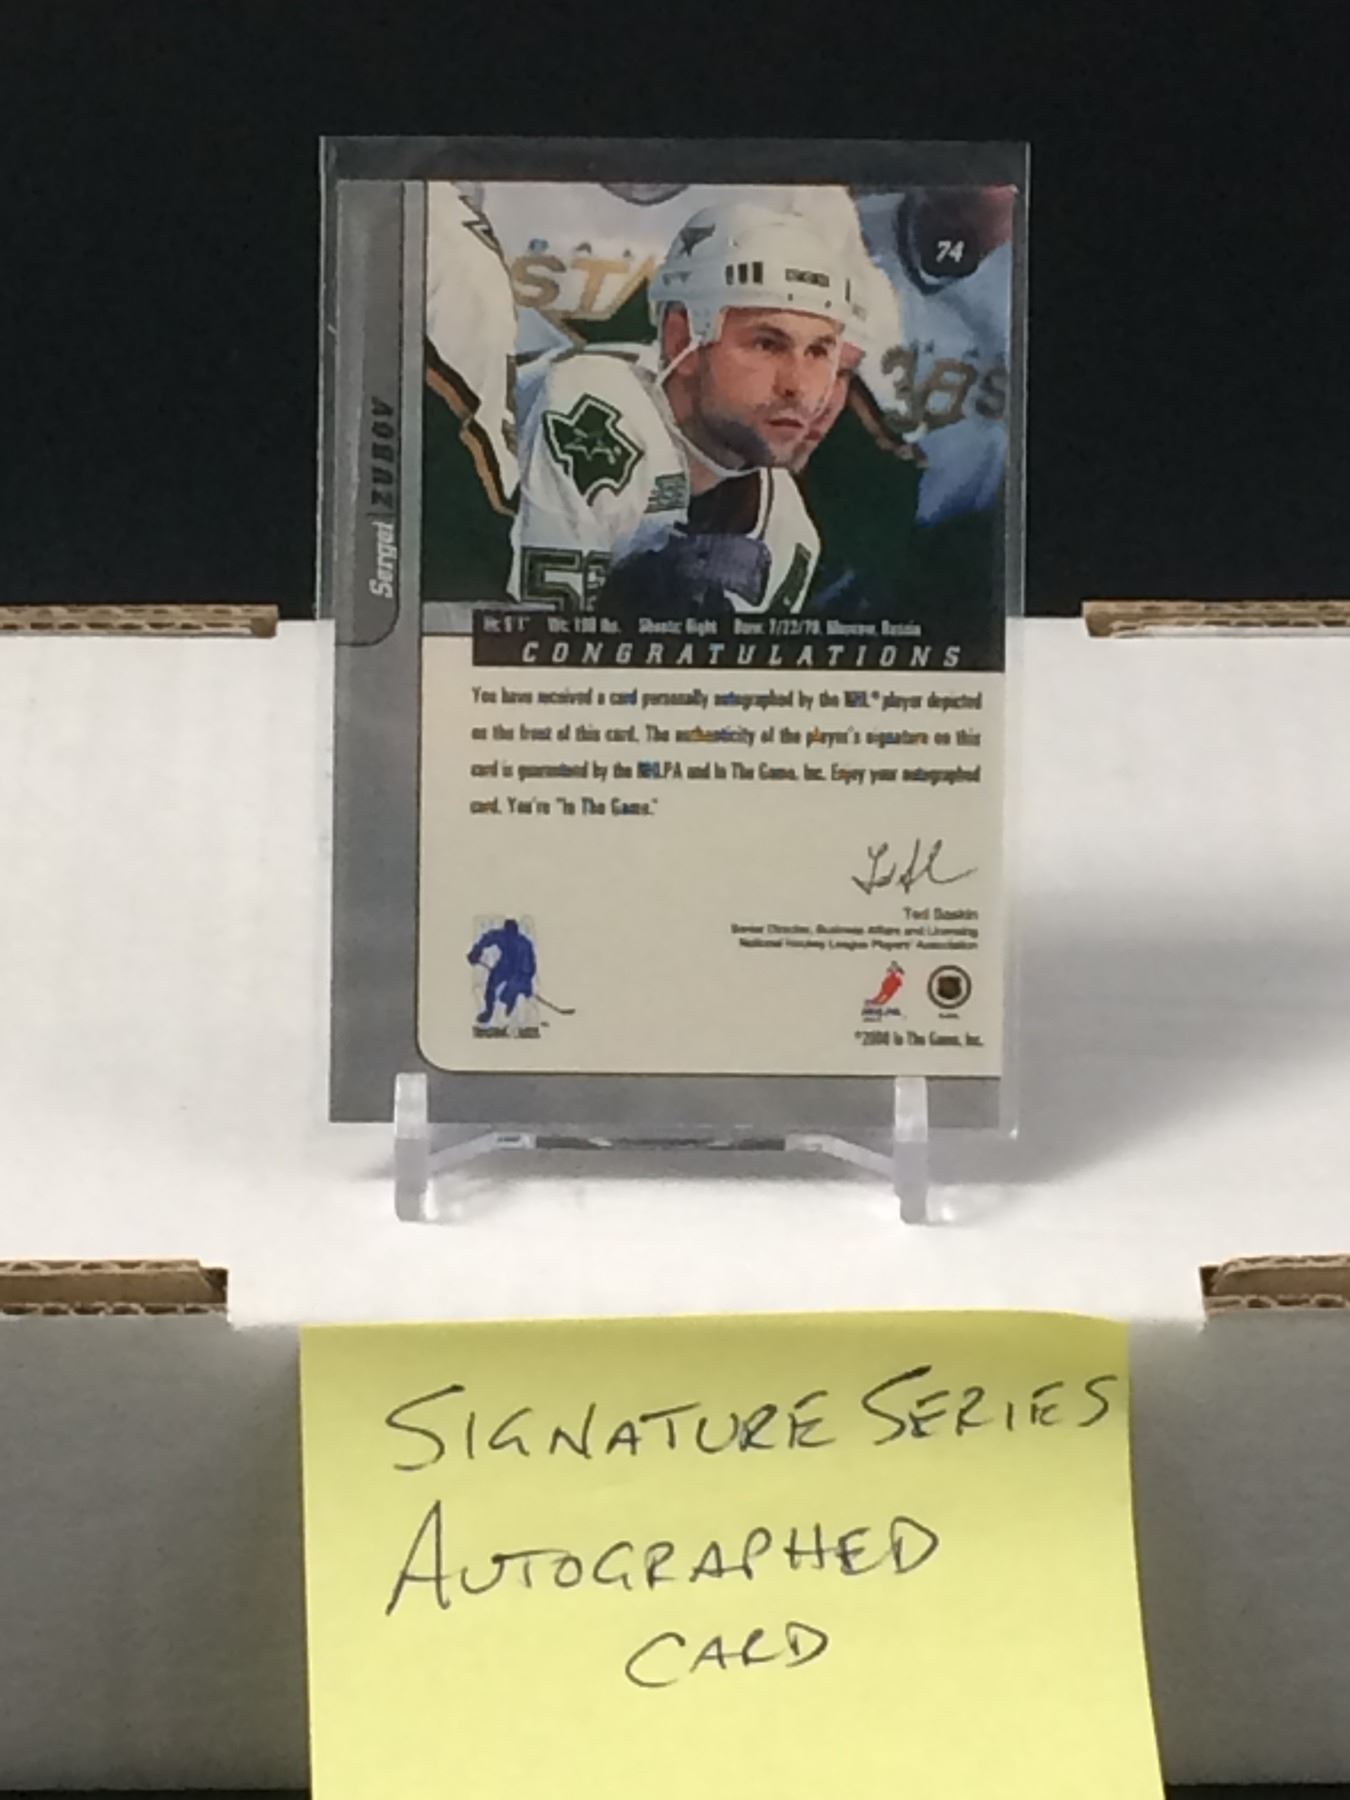 74
STA
38S
Sergei ZUBOV
Ht: 6'1" Wt: 190 lbs. Shoots: Right Born: 7/22/70, Moscow, Russia
CONGRATULATIONS
You have received a card personally autographed by the NHL® player depicted
on the front of this card. The authenticity of the player's signature on this
card is guaranteed by the NHLPA and In The Game, Inc. Enjoy your autographed
card. You're "In The Game."
Ted Saskin
Senior Director, Business Affairs and Licensing
National Hockey League Players' Association
NHLPA
©2000 In The Game, Inc.
SIGNATURE SERIES
AUTOGRAPHED
CARD